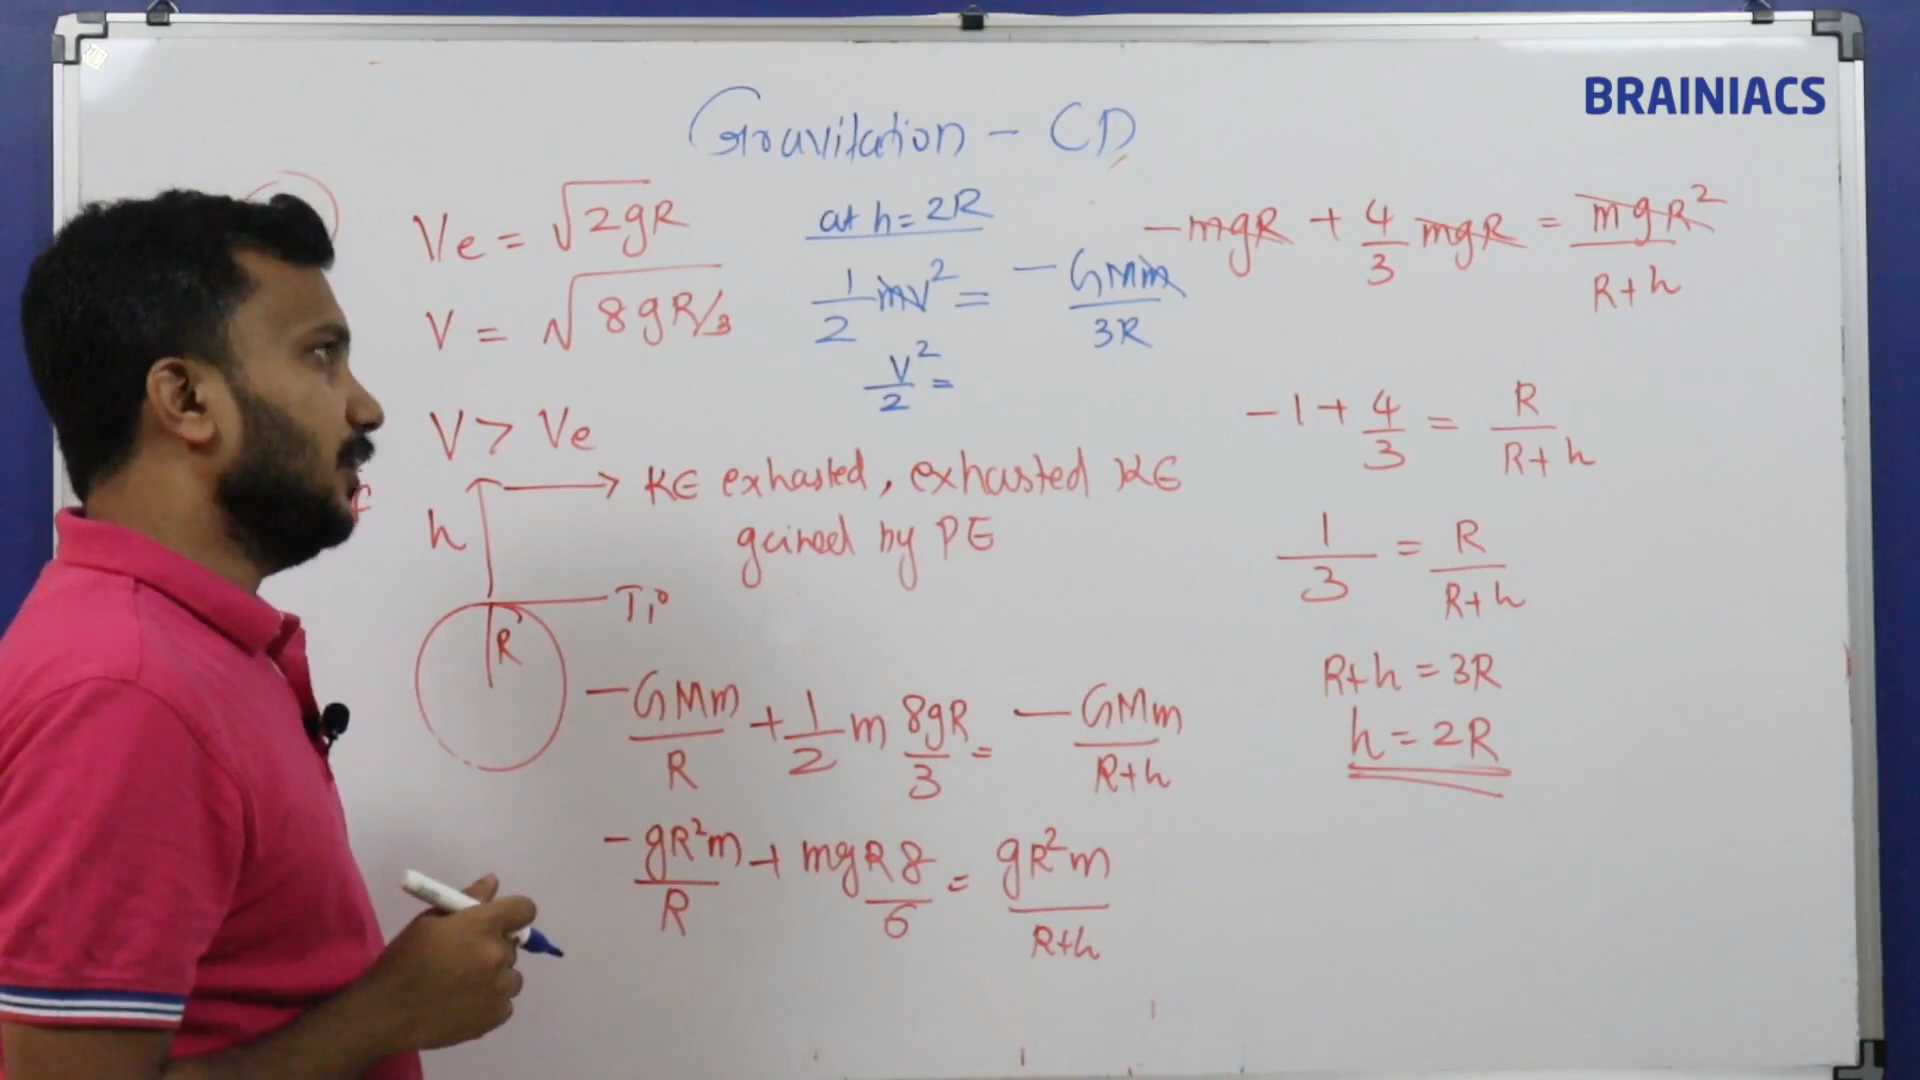 BRAINIACS
Gravitation - CD
Ve = √2gR
V = √8gR/3
V > Ve
h
→ KE exhasted, exhausted KE
gained by PE
R
-GMm/R + 1/2 m 8gR/3 = -GMm/R+h
-gR²m/R + mgR8/6 = gR²m/R+h
at h = 2R
1/2 mv² = -GMm/3R
V²/2 =
-mgR + 4/3 mgR = mgR²/R+h
-1 + 4/3 = R/R+h
1/3 = R/R+h
R+h = 3R
h = 2R